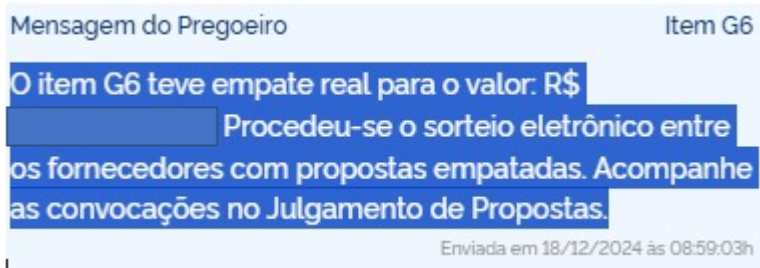 Mensagem do Pregoeiro Item G6
O item G6 teve empate real para o valor: R$
Procedeu-se o sorteio eletrônico entre
os fornecedores com propostas empatadas. Acompanhe
as convocações no Julgamento de Propostas.
Enviada em 18/12/2024 às 08:59:03h